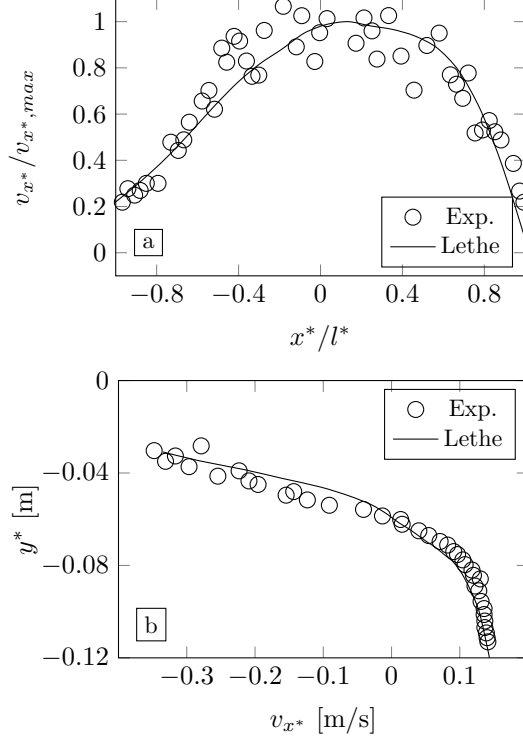 1
0.8
0.6
0.4
0.2
0
v_{x*}/v_{x*,max}
a
Exp.
Lethe
−0.8 −0.4 0 0.4 0.8
x*/l*
0
−0.04
−0.08
−0.12
y* [m]
Exp.
Lethe
b
−0.3 −0.2 −0.1 0 0.1
v_{x*} [m/s]